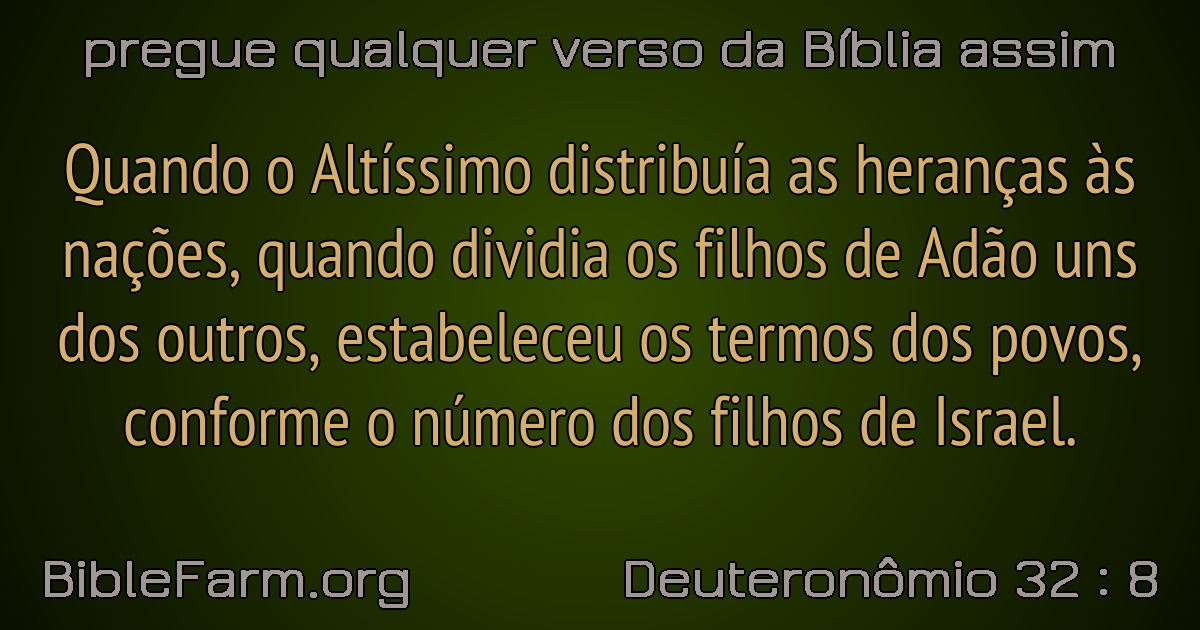 pregue qualquer verso da Bíblia assim
Quando o Altíssimo distribuía as heranças às
nações, quando dividia os filhos de Adão uns
dos outros, estabeleceu os termos dos povos,
conforme o número dos filhos de Israel.
BibleFarm.org
Deuteronômio 32 : 8